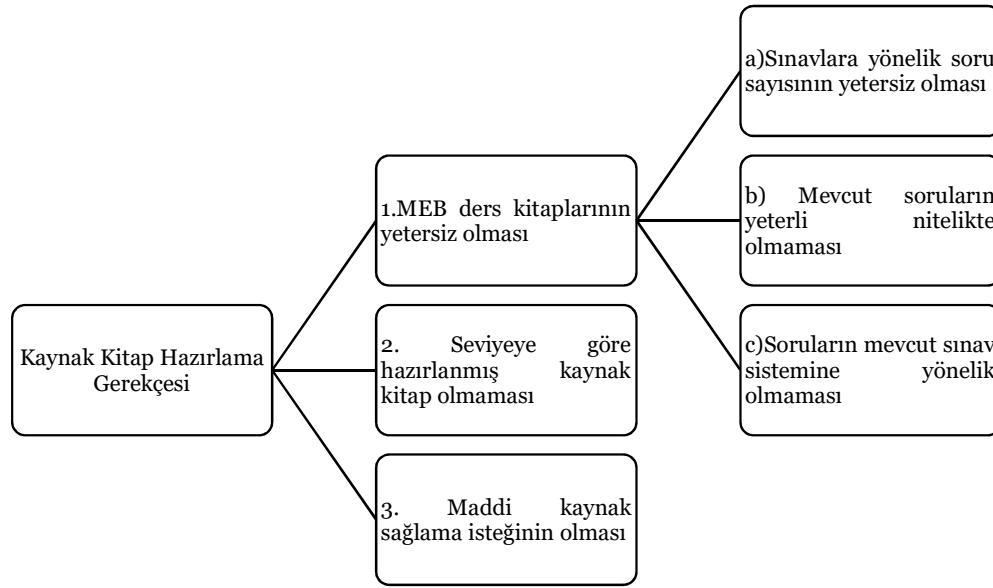 Kaynak Kitap Hazırlama
Gerekçesi
1.MEB ders kitaplarının
yetersiz olması
a)Sınavlara yönelik soru
sayısının yetersiz olması
b) Mevcut soruların
yeterli nitelikte
olmaması
c)Soruların mevcut sınav
sistemine yönelik
olmaması
2. Seviyeye göre
hazırlanmış kaynak
kitap olmaması
3. Maddi kaynak
sağlama isteğinin olması